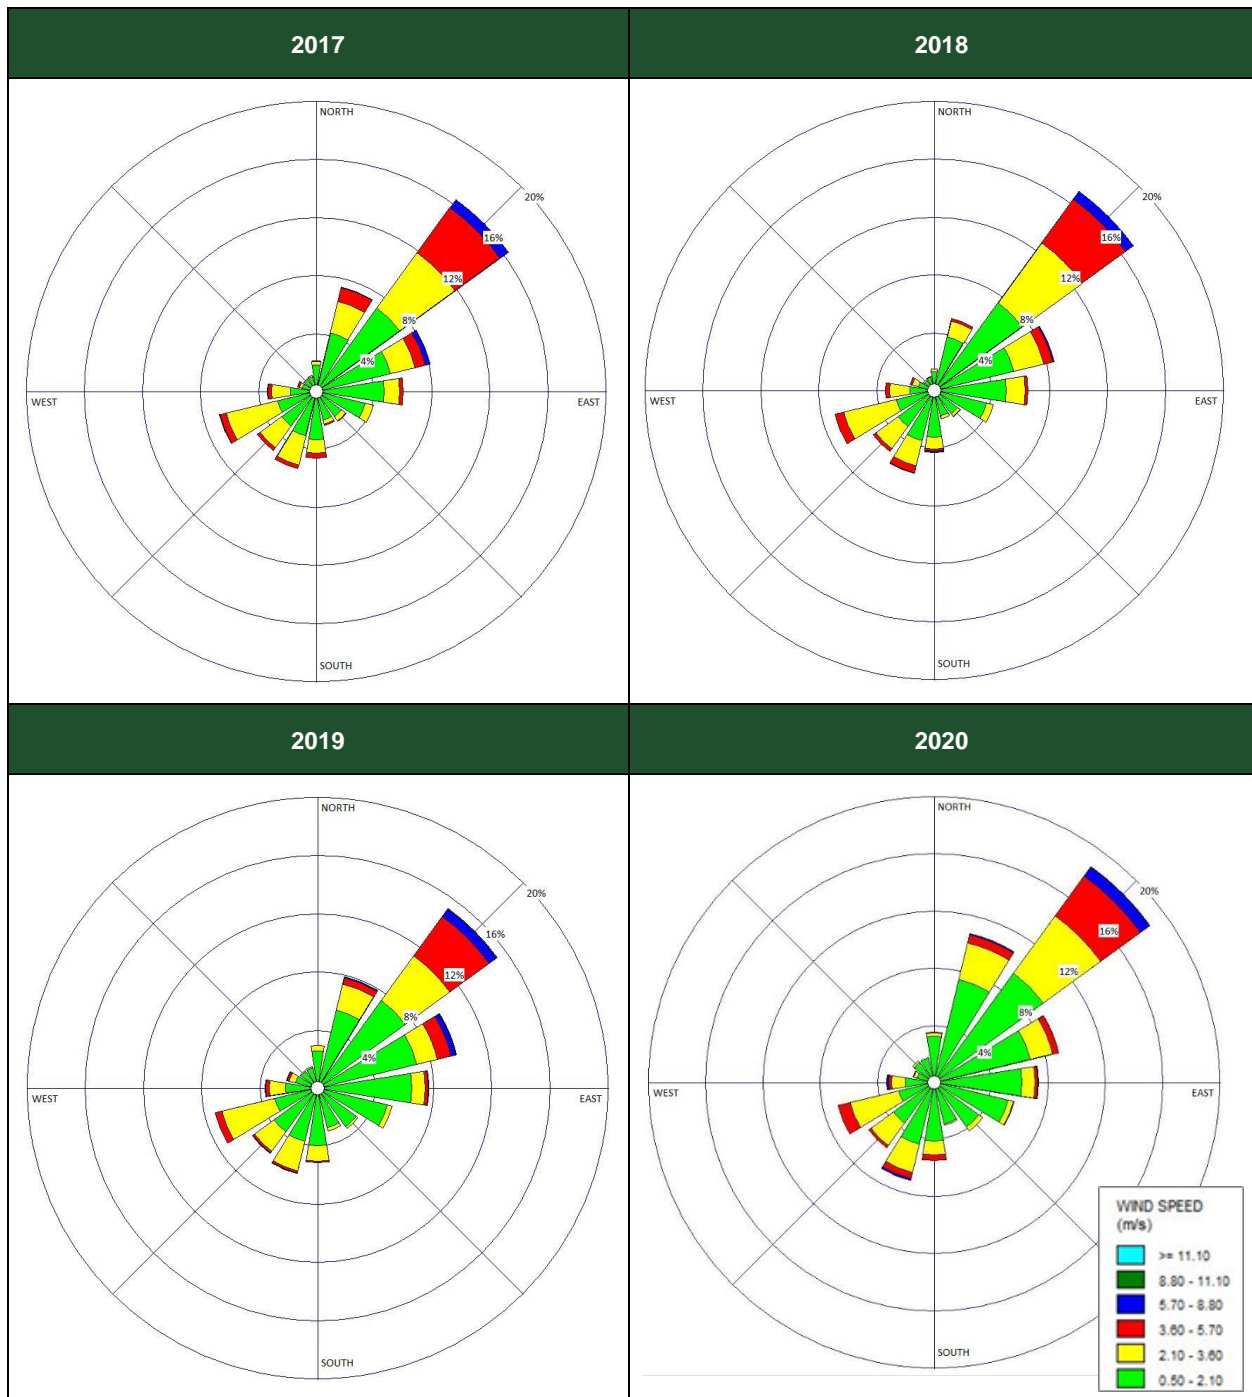 2017
2018
NORTH
20%
16%
12%
8%
4%
WEST
EAST
SOUTH
NORTH
20%
16%
12%
8%
4%
WEST
EAST
SOUTH
2019
2020
NORTH
20%
16%
12%
8%
4%
WEST
EAST
SOUTH
NORTH
20%
16%
12%
8%
4%
WEST
EAST
SOUTH
WIND SPEED
(m/s)
>= 11.10
8.80 - 11.10
5.70 - 8.80
3.60 - 5.70
2.10 - 3.60
0.50 - 2.10